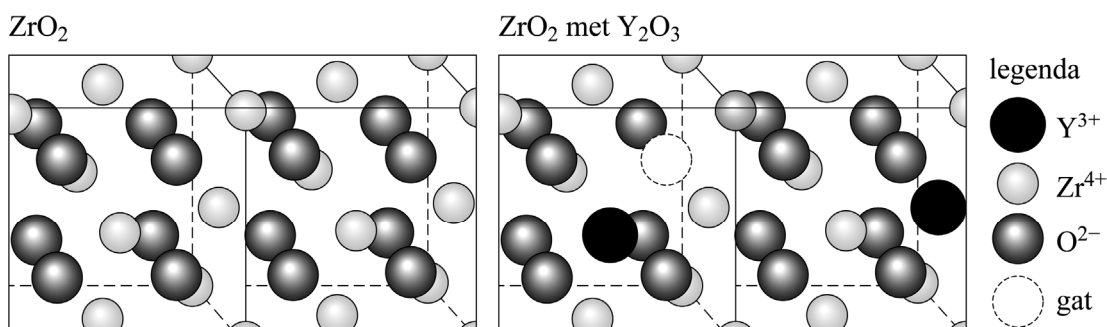 ZrO₂
ZrO₂ met Y₂O₃
legenda
Y³⁺
Zr⁴⁺
O²⁻
gat